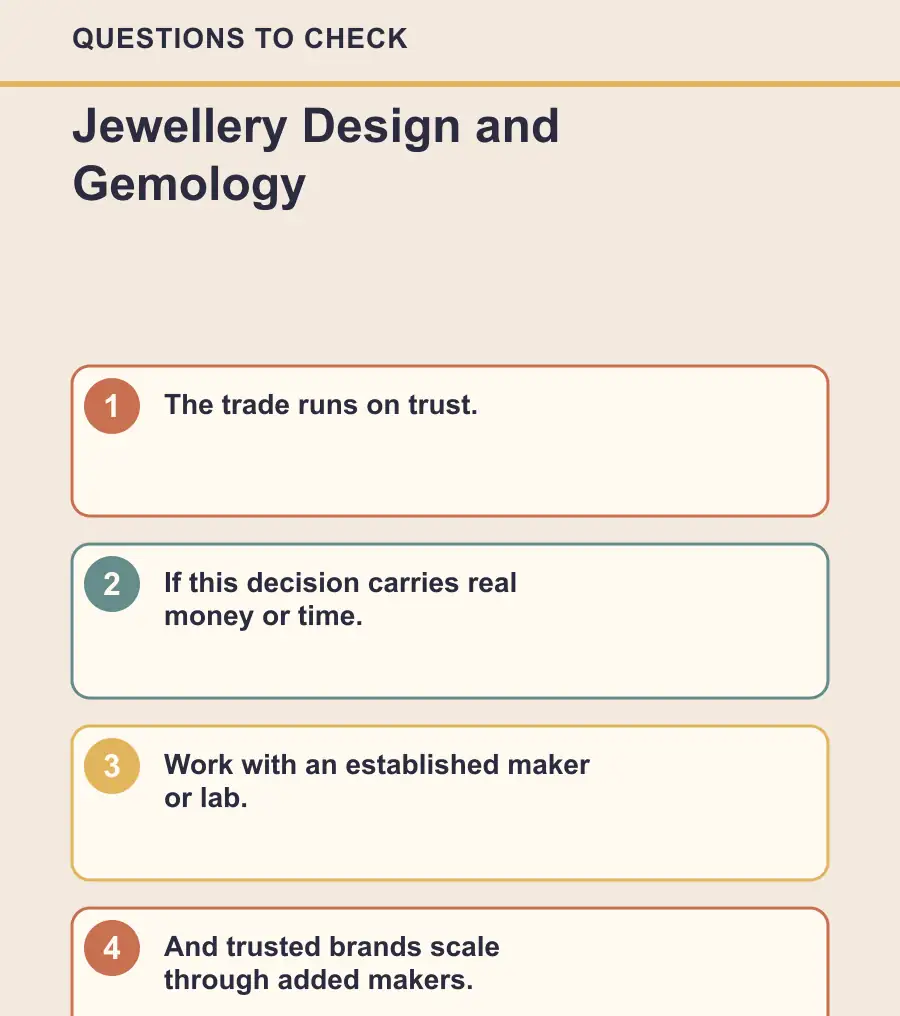 QUESTIONS TO CHECK
Jewellery Design and
Gemology
1
The trade runs on trust.
2
If this decision carries real
money or time.
3
Work with an established maker
or lab.
4
And trusted brands scale
through added makers.